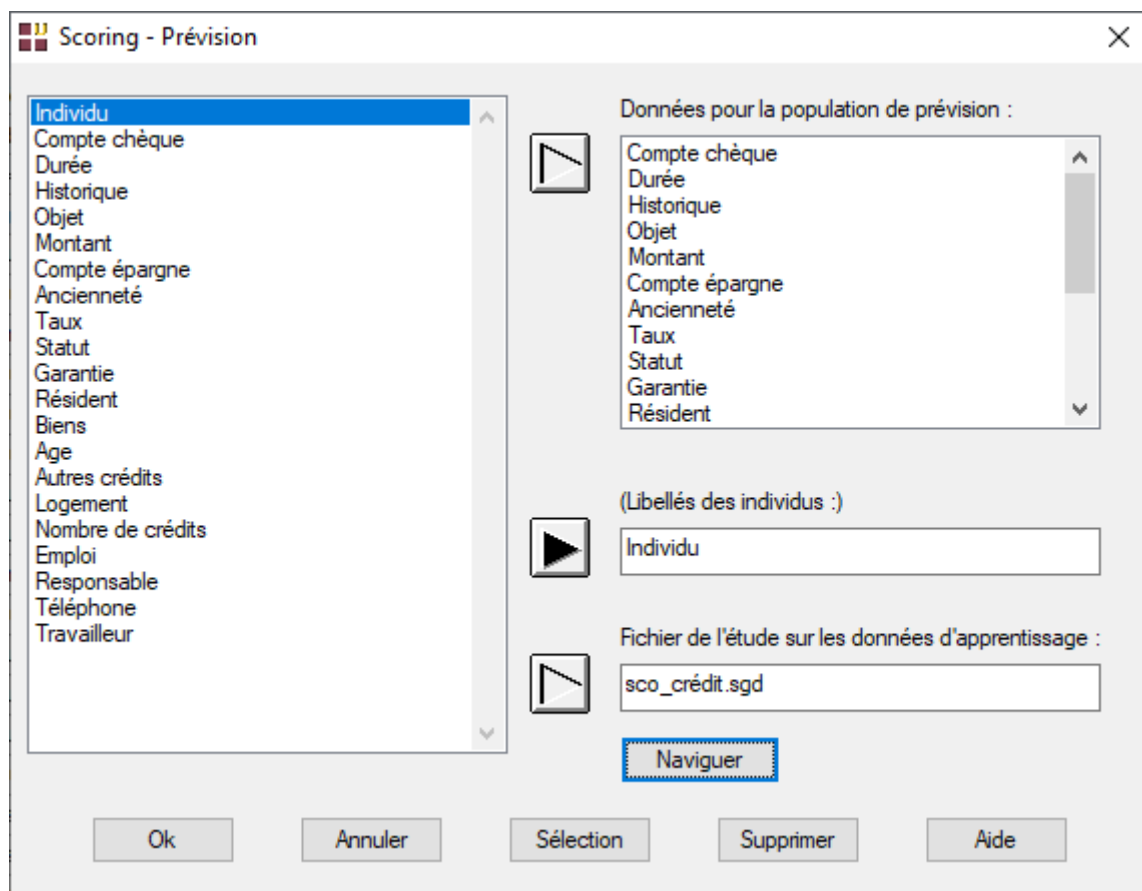 Scoring - Prévision
Individu
Compte chèque
Durée
Historique
Objet
Montant
Compte épargne
Ancienneté
Taux
Statut
Garantie
Résident
Biens
Age
Autres crédits
Logement
Nombre de crédits
Emploi
Responsable
Téléphone
Travailleur
Données pour la population de prévision :
Compte chèque
Durée
Historique
Objet
Montant
Compte épargne
Ancienneté
Taux
Statut
Garantie
Résident
(Libellés des individus :)
Individu
Fichier de l'étude sur les données d'apprentissage :
sco_crédit.sgd
Naviguer
Ok
Annuler
Sélection
Supprimer
Aide